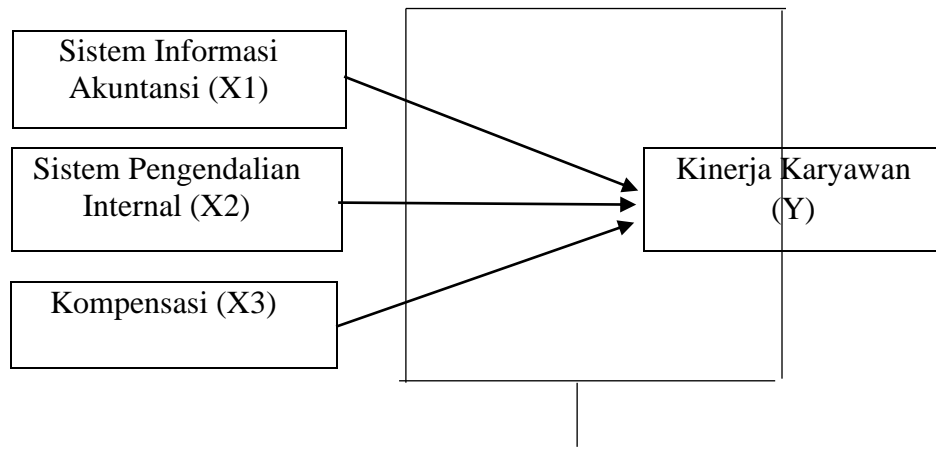 Sistem Informasi
Akuntansi (X1)
Sistem Pengendalian
Internal (X2)
Kompensasi (X3)
Kinerja Karyawan
(Y)